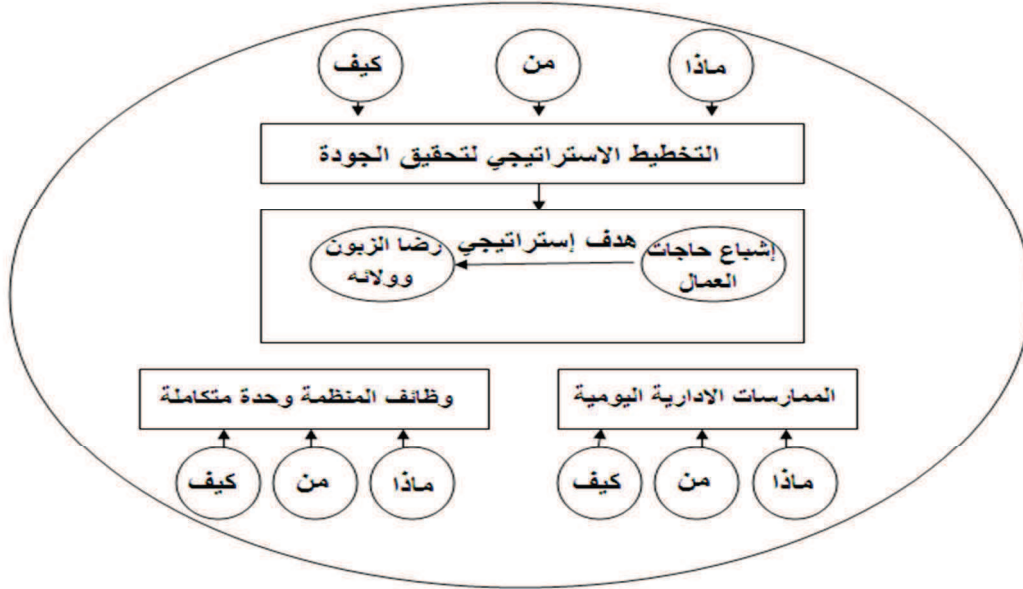 ماذا
من
كيف
التخطيط الاستراتيجي لتحقيق الجودة
هدف إستراتيجي
إشباع حاجات
العمال
رضا الزبون
وولائه
الممارسات الادارية اليومية
وظائف المنظمة وحدة متكاملة
ماذا
من
كيف
ماذا
من
كيف